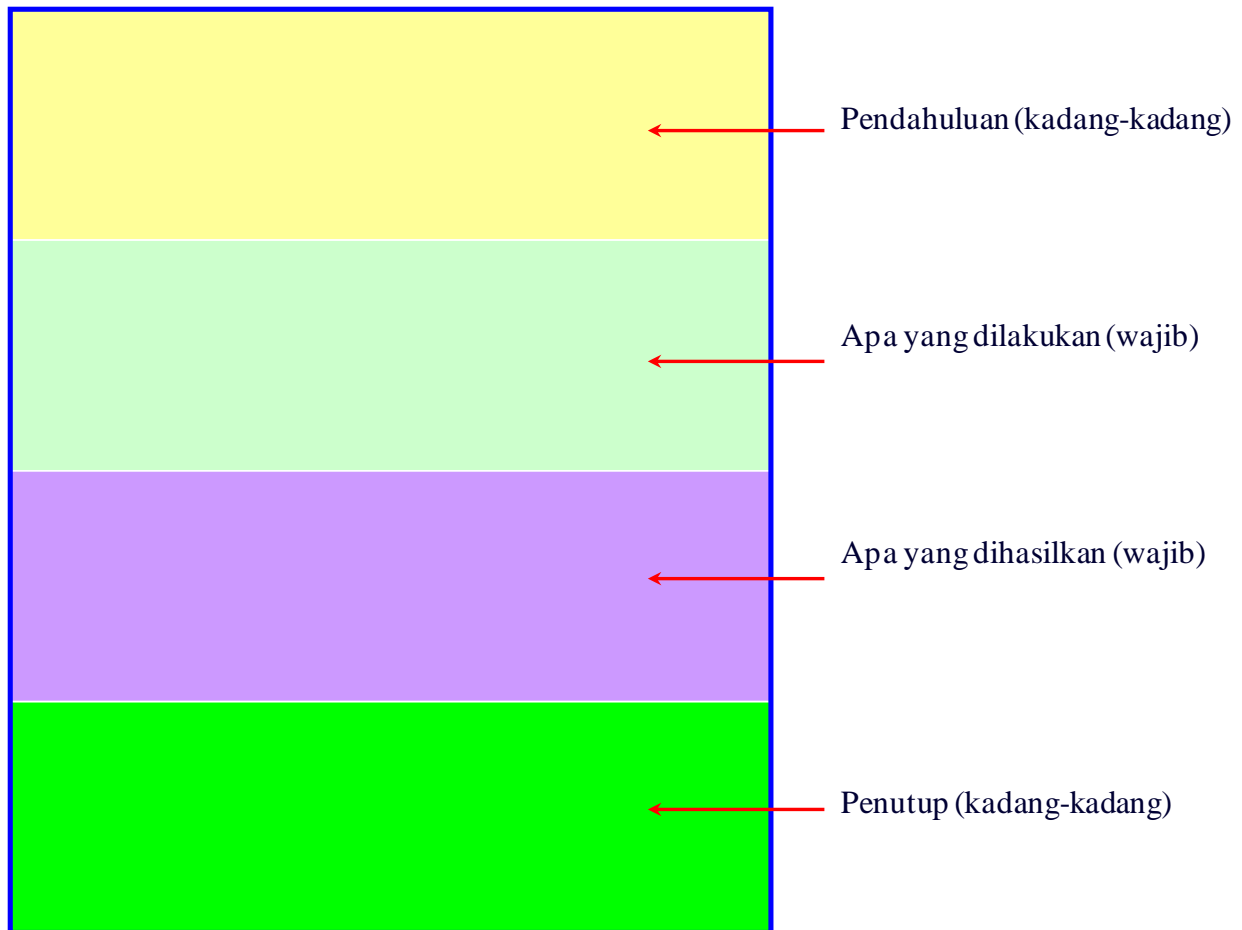 Pendahuluan (kadang-kadang)
Apa yang dilakukan (wajib)
Apa yang dihasilkan (wajib)
Penutup (kadang-kadang)